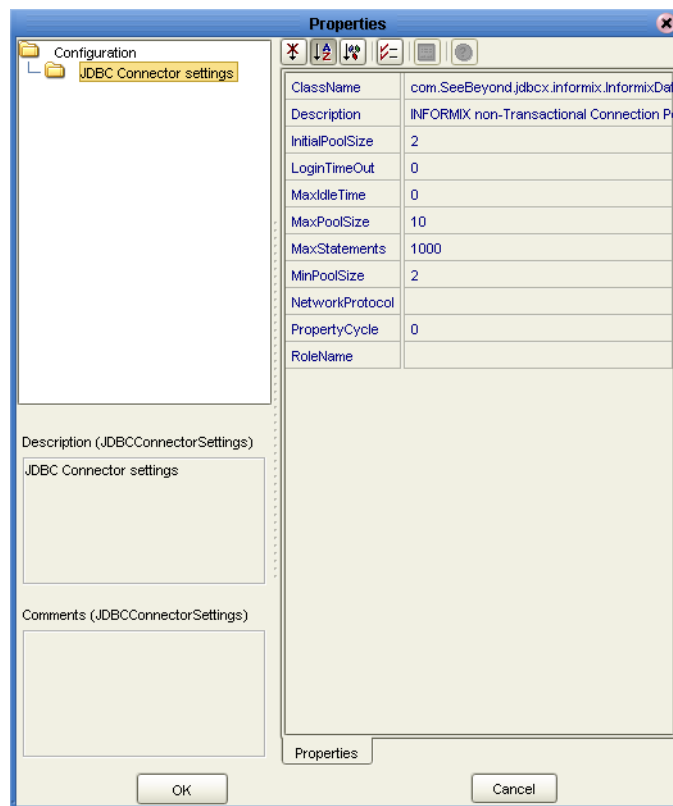 Properties
Configuration
JDBC Connector settings
ClassName com.SeeBeyond.jdbcx.informix.InformixDat
Description INFORMIX non-Transactional Connection Po
InitialPoolSize 2
LoginTimeOut 0
MaxIdleTime 0
MaxPoolSize 10
MaxStatements 1000
MinPoolSize 2
NetworkProtocol
PropertyCycle 0
RoleName
Description (JDBCConnectorSettings)
JDBC Connector settings
Comments (JDBCConnectorSettings)
Properties
OK Cancel